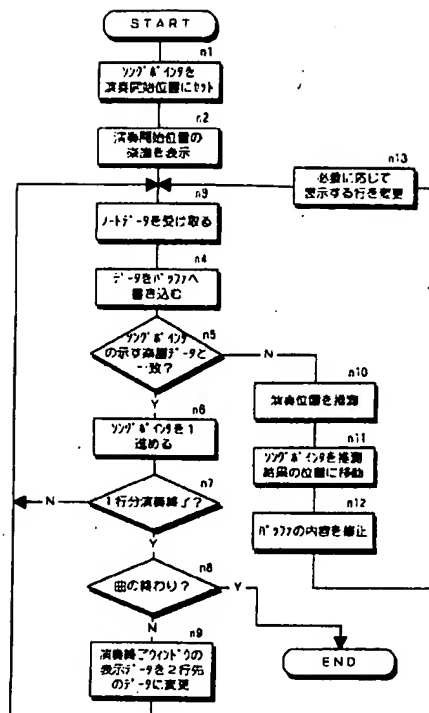 START
n1
ソングポインタを
演奏開始位置にセット
n2
演奏開始位置の
楽譜を表示
n13
必要に応じて
表示する行を変更
n3
ノートデータを受け取る
n4
データをバッファへ
書き込む
n5
ソングポインタ
の示す楽譜データと
一致?
N
Y
n6
ソングポインタを1
進める
n10
演奏位置を推測
n11
ソングポインタを推測
結果の位置に移動
n12
バッファの内容を修正
n7
1行分演奏終了?
N
Y
n8
曲の終わり?
Y
N
n9
演奏終了ウィンドウの
表示データを2行先
のデータに変更
END